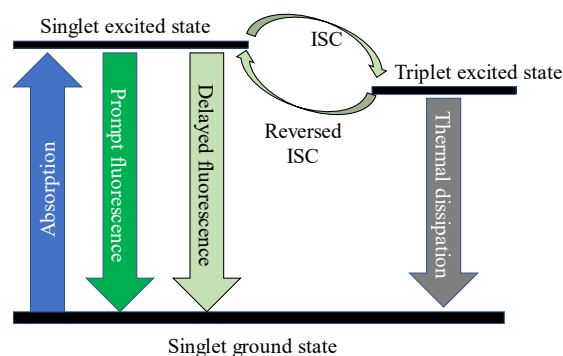 Singlet excited state
ISC
Triplet excited state
Reversed
ISC
Absorption
Prompt fluorescence
Delayed fluorescence
Thermal dissipation
Singlet ground state